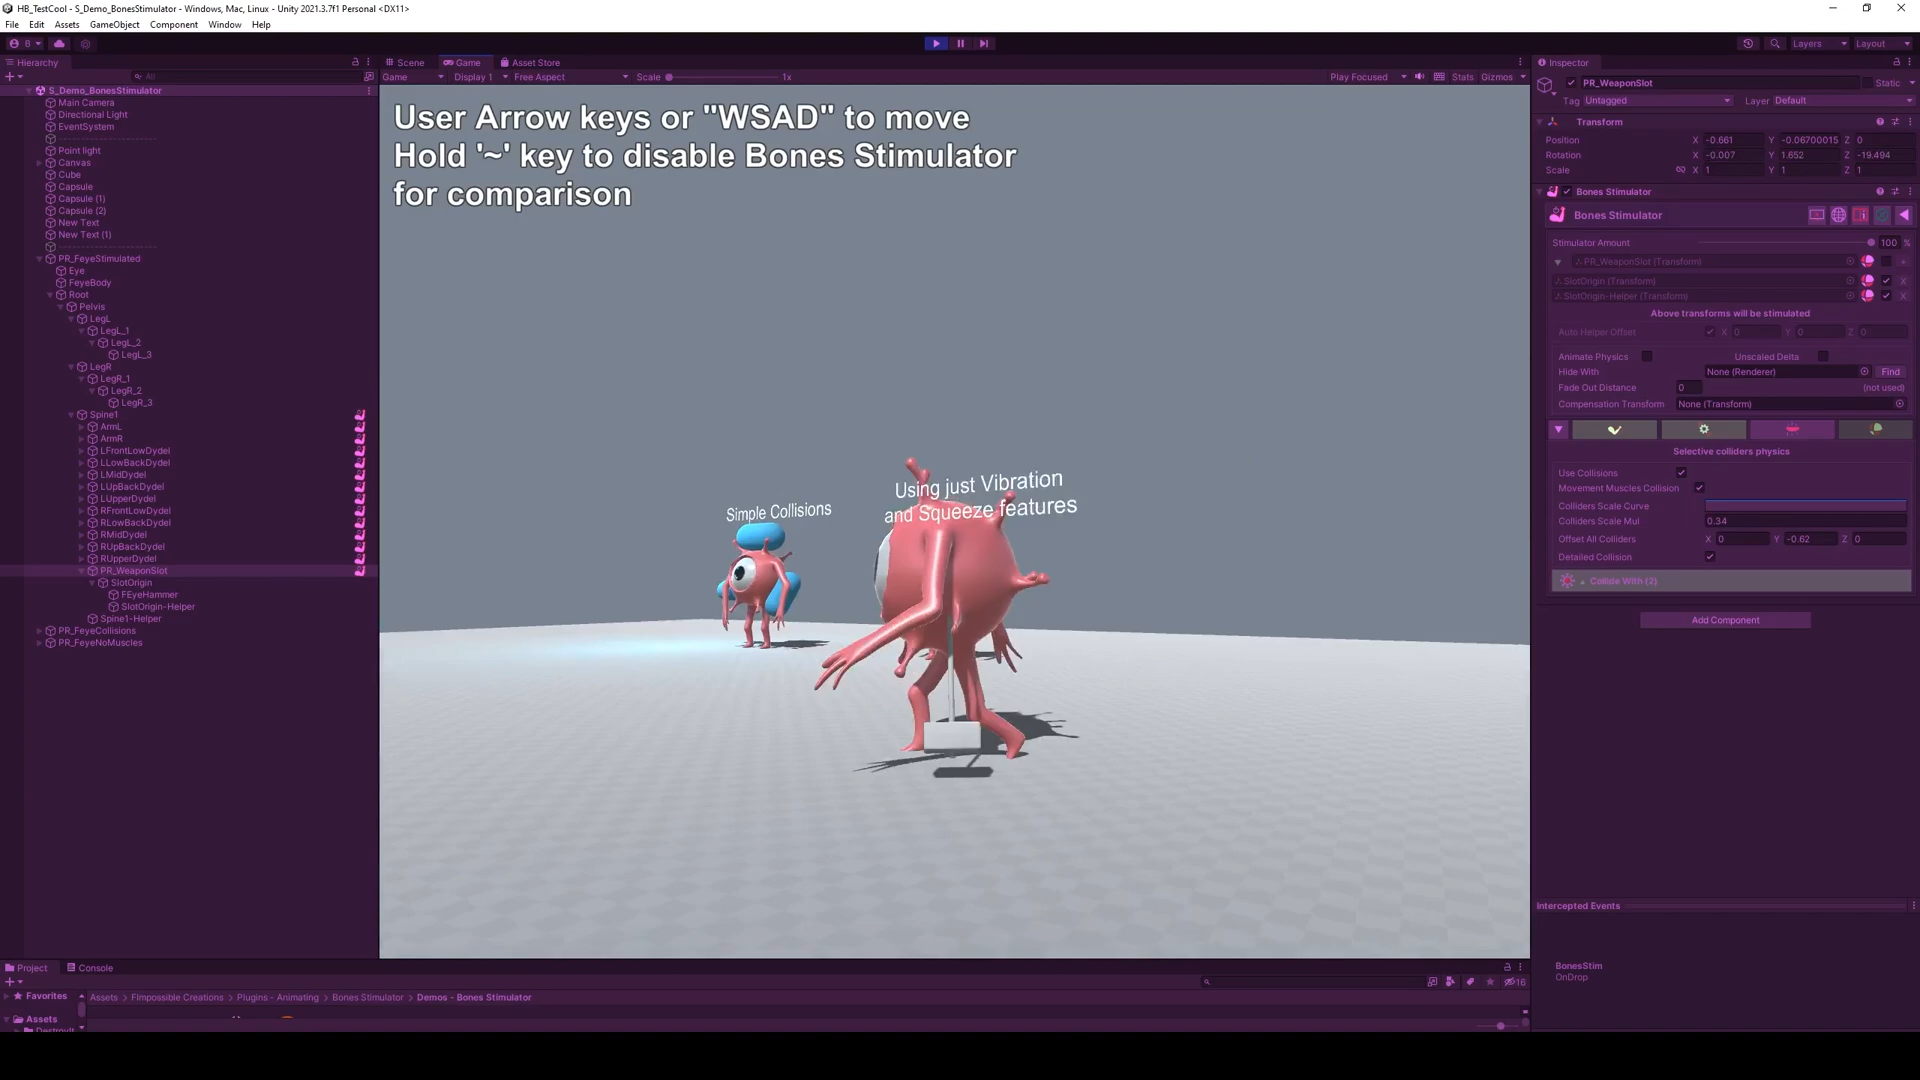 HB_TestCool - S_Demo_BonesStimulator - Windows, Mac, Linux - Unity 2021.3.7f1 Personal <DX11>
File Edit Assets GameObject Component Window Help
B
Layers Layout
Hierarchy
All
S_Demo_BonesStimulator
Main Camera
Directional Light
EventSystem
--------------------
Point light
Canvas
Cube
Capsule
Capsule (1)
Capsule (2)
New Text
New Text (1)
--------------------
PR_FeyeStimulated
Eye
FeyeBody
Root
Pelvis
LegL
LegL_1
LegL_2
LegL_3
LegR
LegR_1
LegR_2
LegR_3
Spine1
ArmL
ArmR
LFrontLowDydel
LLowBackDydel
LMidDydel
LUpBackDydel
LUpperDydel
RFrontLowDydel
RLowBackDydel
RMidDydel
RUpBackDydel
RUpperDydel
PR_WeaponSlot
SlotOrigin
FEyeHammer
SlotOrigin-Helper
Spine1-Helper
PR_FeyeCollisions
PR_FeyeNoMuscles
Scene Game Asset Store
Game Display 1 Free Aspect Scale 1x Play Focused Stats Gizmos
User Arrow keys or "WSAD" to move
Hold '~' key to disable Bones Stimulator
for comparison
Simple Collisions
Using just Vibration
and Squeeze features
Inspector
PR_WeaponSlot Static
Tag Untagged Layer Default
Transform
Position X -0.661 Y -0.06700015 Z 0
Rotation X -0.007 Y 1.652 Z -19.494
Scale X 1 Y 1 Z 1
Bones Stimulator
Bones Stimulator
Stimulator Amount 100 %
PR_WeaponSlot (Transform) +
SlotOrigin (Transform) X
SlotOrigin-Helper (Transform) X
Above transforms will be stimulated
Auto Helper Offset X 0 Y 0 Z 0
Animate Physics Unscaled Delta
Hide With None (Renderer) Find
Fade Out Distance 0 (not used)
Compensation Transform None (Transform)
Selective colliders physics
Use Collisions
Movement Muscles Collision
Colliders Scale Curve
Colliders Scale Mul 0.34
Offset All Colliders X 0 Y -0.62 Z 0
Detailed Collision
Collide With (2)
Add Component
Intercepted Events
BonesStim
OnDrop
Project Console
16
Favorites
Assets > FImpossible Creations > Plugins - Animating > Bones Stimulator > Demos - Bones Stimulator
Assets